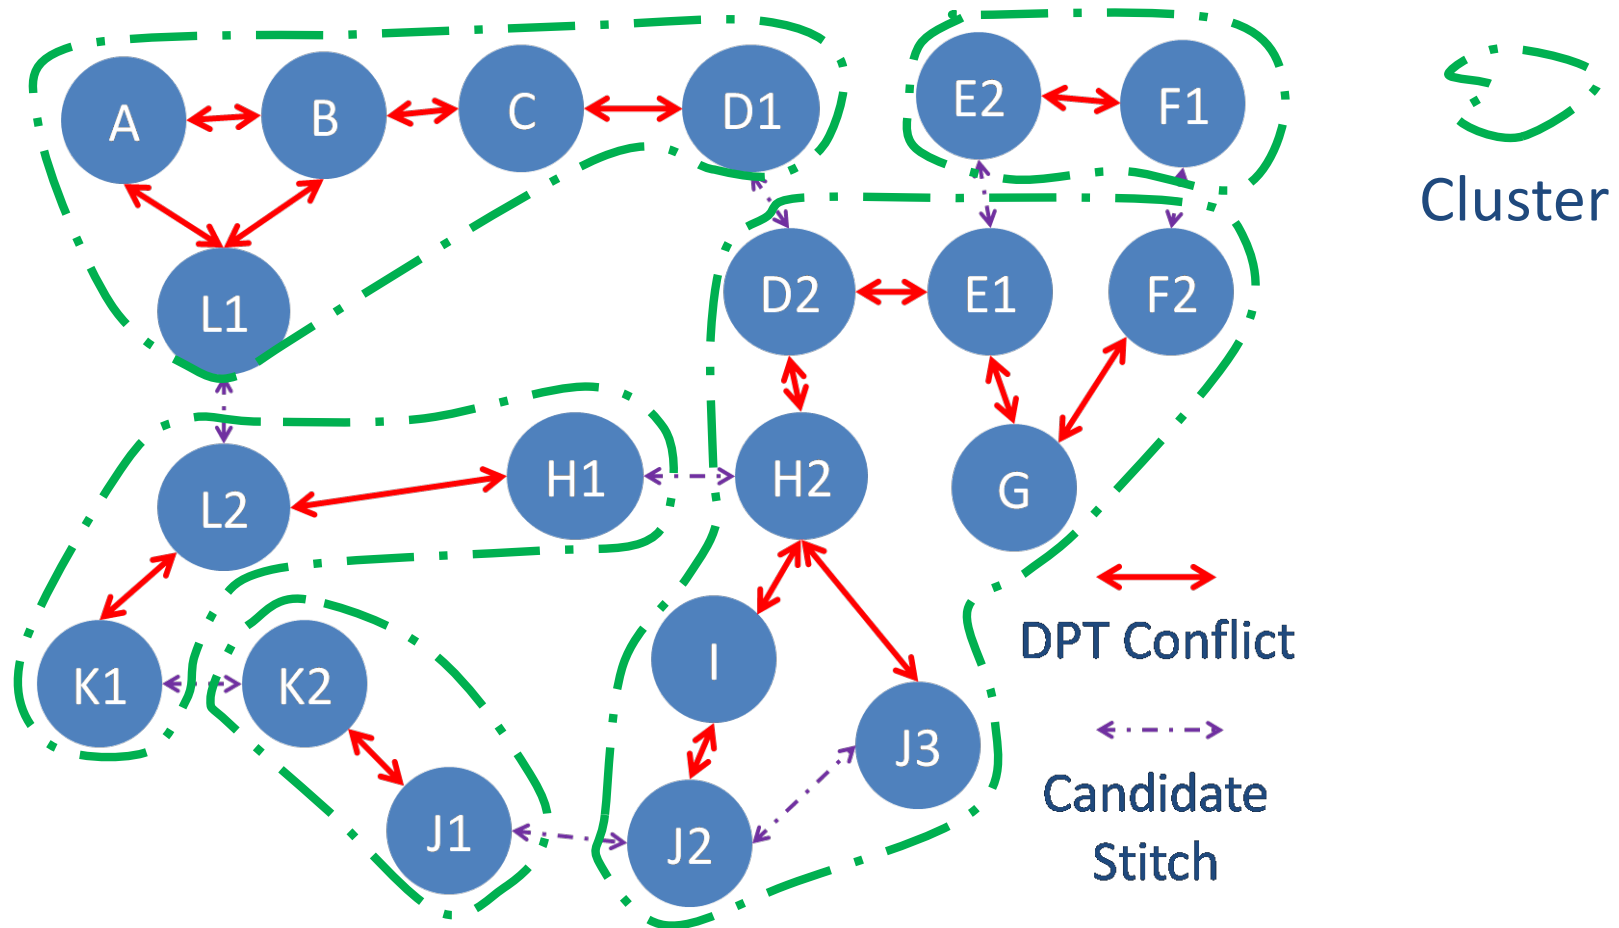 A
B
C
D1
E2
F1
Cluster
L1
D2
E1
F2
L2
H1
H2
G
DPT Conflict
K1
K2
I
J3
Candidate
Stitch
J1
J2